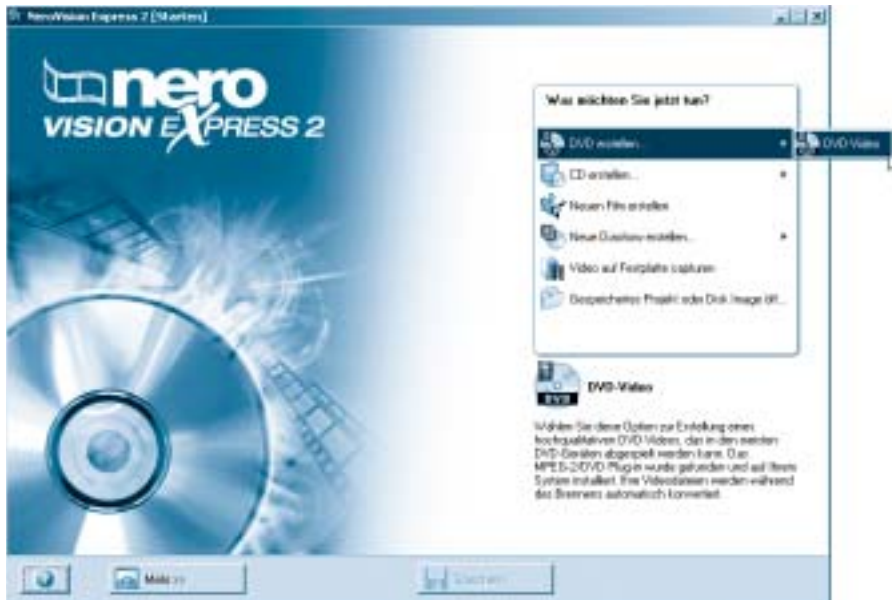 NeroVision Express 2 [Starten]
nero
VISION EXPRESS 2
Was möchten Sie jetzt tun?
DVD erstellen...
DVD-Video
CD erstellen...
Neuen Film erstellen
Neue Diashow erstellen...
Video auf Festplatte capturen
Gespeichertes Projekt oder Disk Image öff...
DVD-Video
DVD
Wählen Sie diese Option zur Erstellung eines
hochqualitativen DVD-Videos, das in den meisten
DVD-Geräten abgespielt werden kann. Das
MPEG-2/DVD Plug-in wurde gefunden und auf Ihrem
System installiert. Ihre Videodateien werden während
des Brennens automatisch konvertiert.
Mehr >>